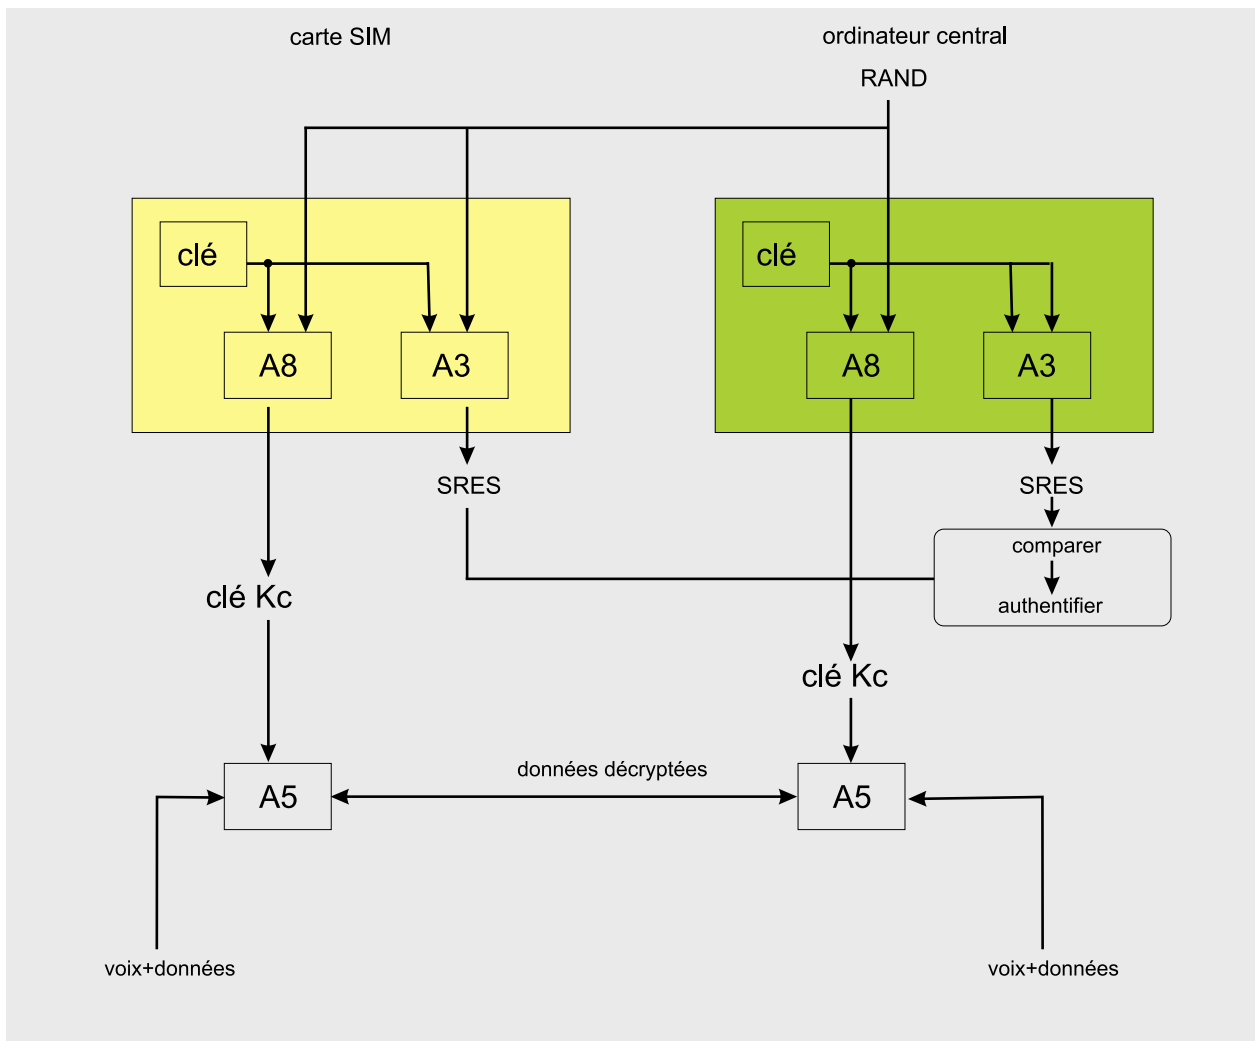 carte SIM
ordinateur central
RAND
clé
clé
A8
A3
A8
A3
SRES
SRES
comparer
authentifier
clé Kc
clé Kc
données décryptées
A5
A5
voix+données
voix+données